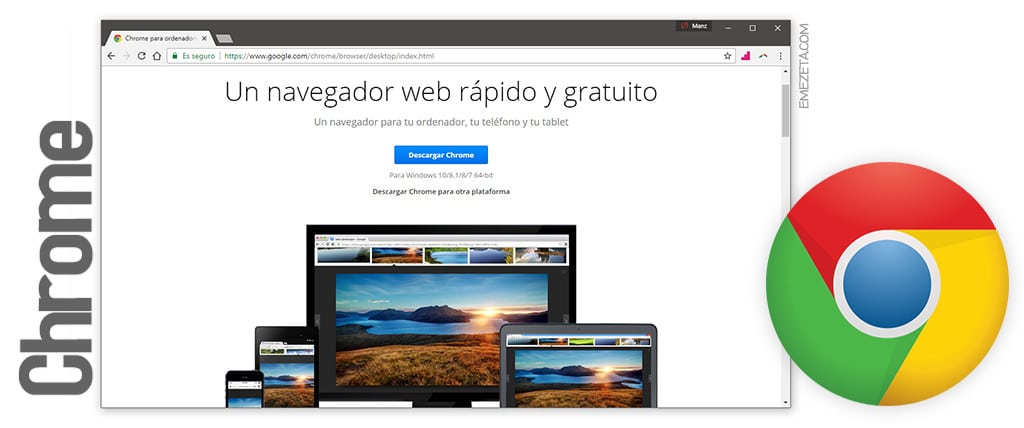 Chrome
Manz
Chrome para ordenador
Es seguro
https://www.google.com/chrome/browser/desktop/index.html
Un navegador web rápido y gratuito
Un navegador para tu ordenador, tu teléfono y tu tablet
Descargar Chrome
Para Windows 10/8.1/8/7 64-bit
Descargar Chrome para otra plataforma
EMEZETA.COM